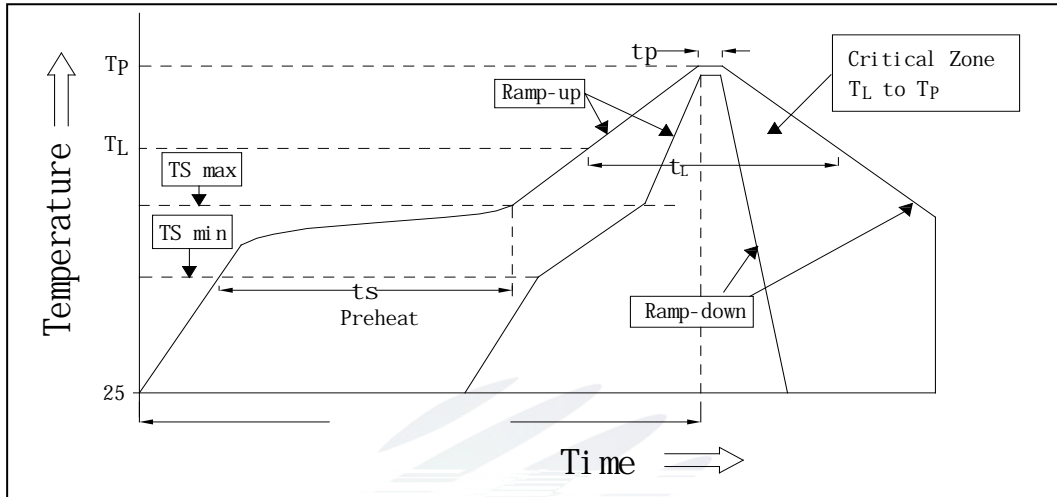 tp
Critical Zone
TL to TP
TP
Ramp-up
TL
tL
TS max
TS min
ts
Preheat
Ramp-down
25
Temperature
Time